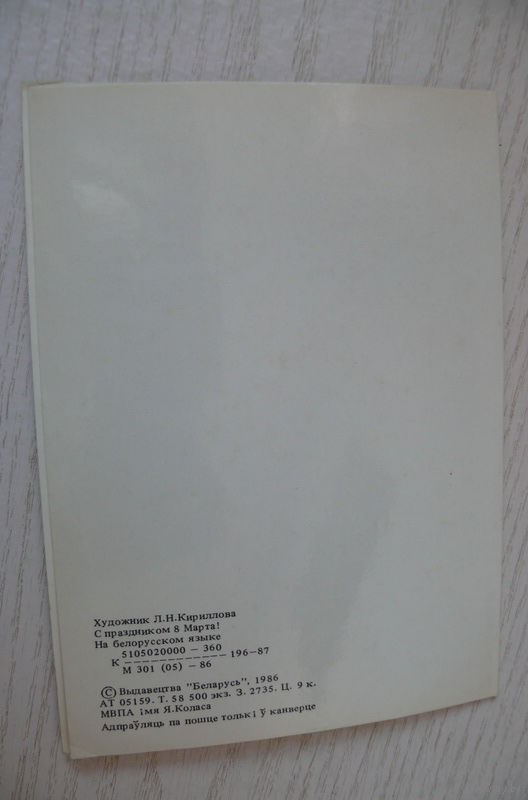 Художник Л.Н.Кириллова
С праздником 8 Марта!
На белорусском языке
5105020000 – 360
К ———————————— 196–87
М 301 (05) – 86
© Выдавецтва "Беларусь", 1986
АТ 05159. Т. 58 500 экз. З. 2735. Ц. 9 к.
МВПА імя Я.Коласа
Адпраўляць па пошце толькі ў канверце